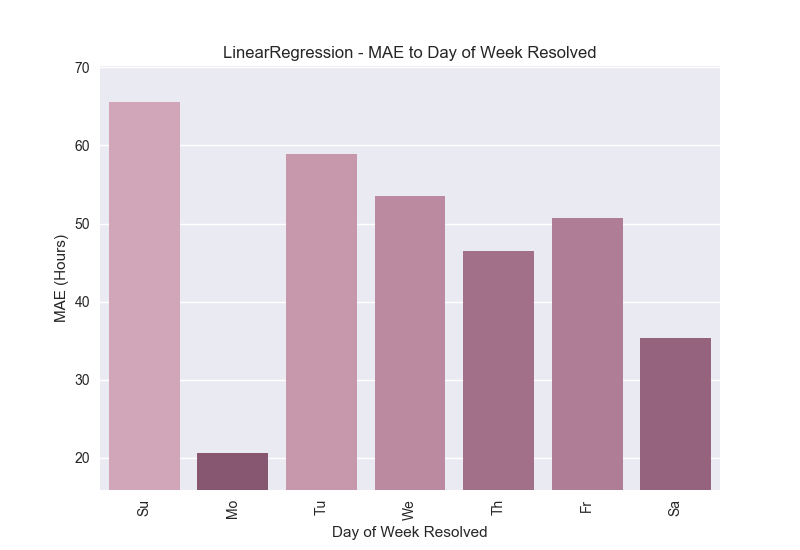 LinearRegression - MAE to Day of Week Resolved
MAE (Hours)
70
60
50
40
30
20
Su
Mo
Tu
We
Th
Fr
Sa
Day of Week Resolved